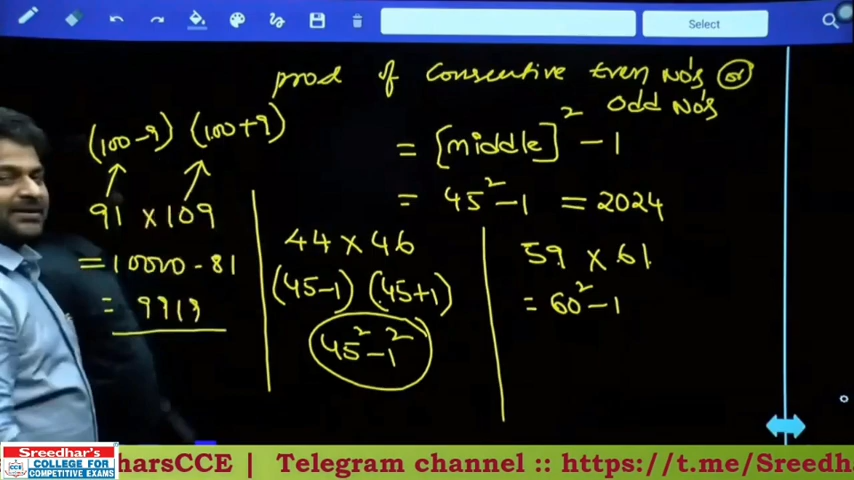 Select
prod of Consecutive Even No's or
Odd No's
= [middle]² - 1
= 45² - 1 = 2024
(100-9) (100+9)
91 × 109
= 10000 - 81
= 9919
44 × 46
(45-1) (45+1)
45² - 1²
59 × 61
= 60² - 1
Sreedhar's
CCE
COLLEGE FOR
COMPETITIVE EXAMS
harsCCE | Telegram channel :: https://t.me/Sreedha